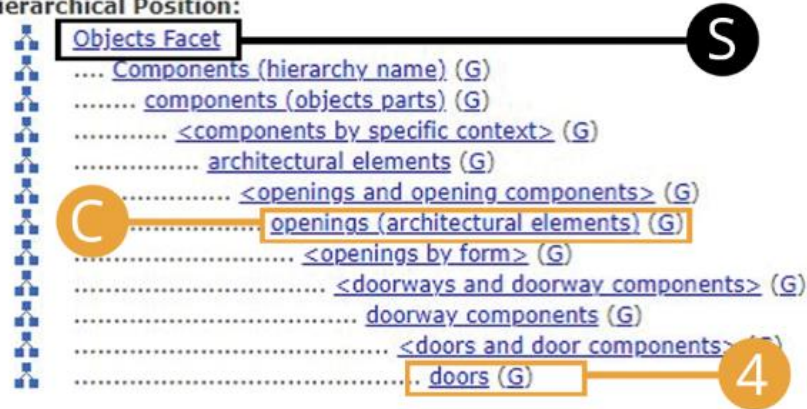 Hierarchical Position:
Objects Facet S
.... Components (hierarchy name) (G)
........ components (objects parts) (G)
............ <components by specific context> (G)
................ architectural elements (G)
.................... <openings and opening components> (G)
C ........................ openings (architectural elements) (G)
............................ <openings by form> (G)
................................ <doorways and doorway components> (G)
.................................... doorway components (G)
........................................ <doors and door components> (G)
............................................ doors (G) 4